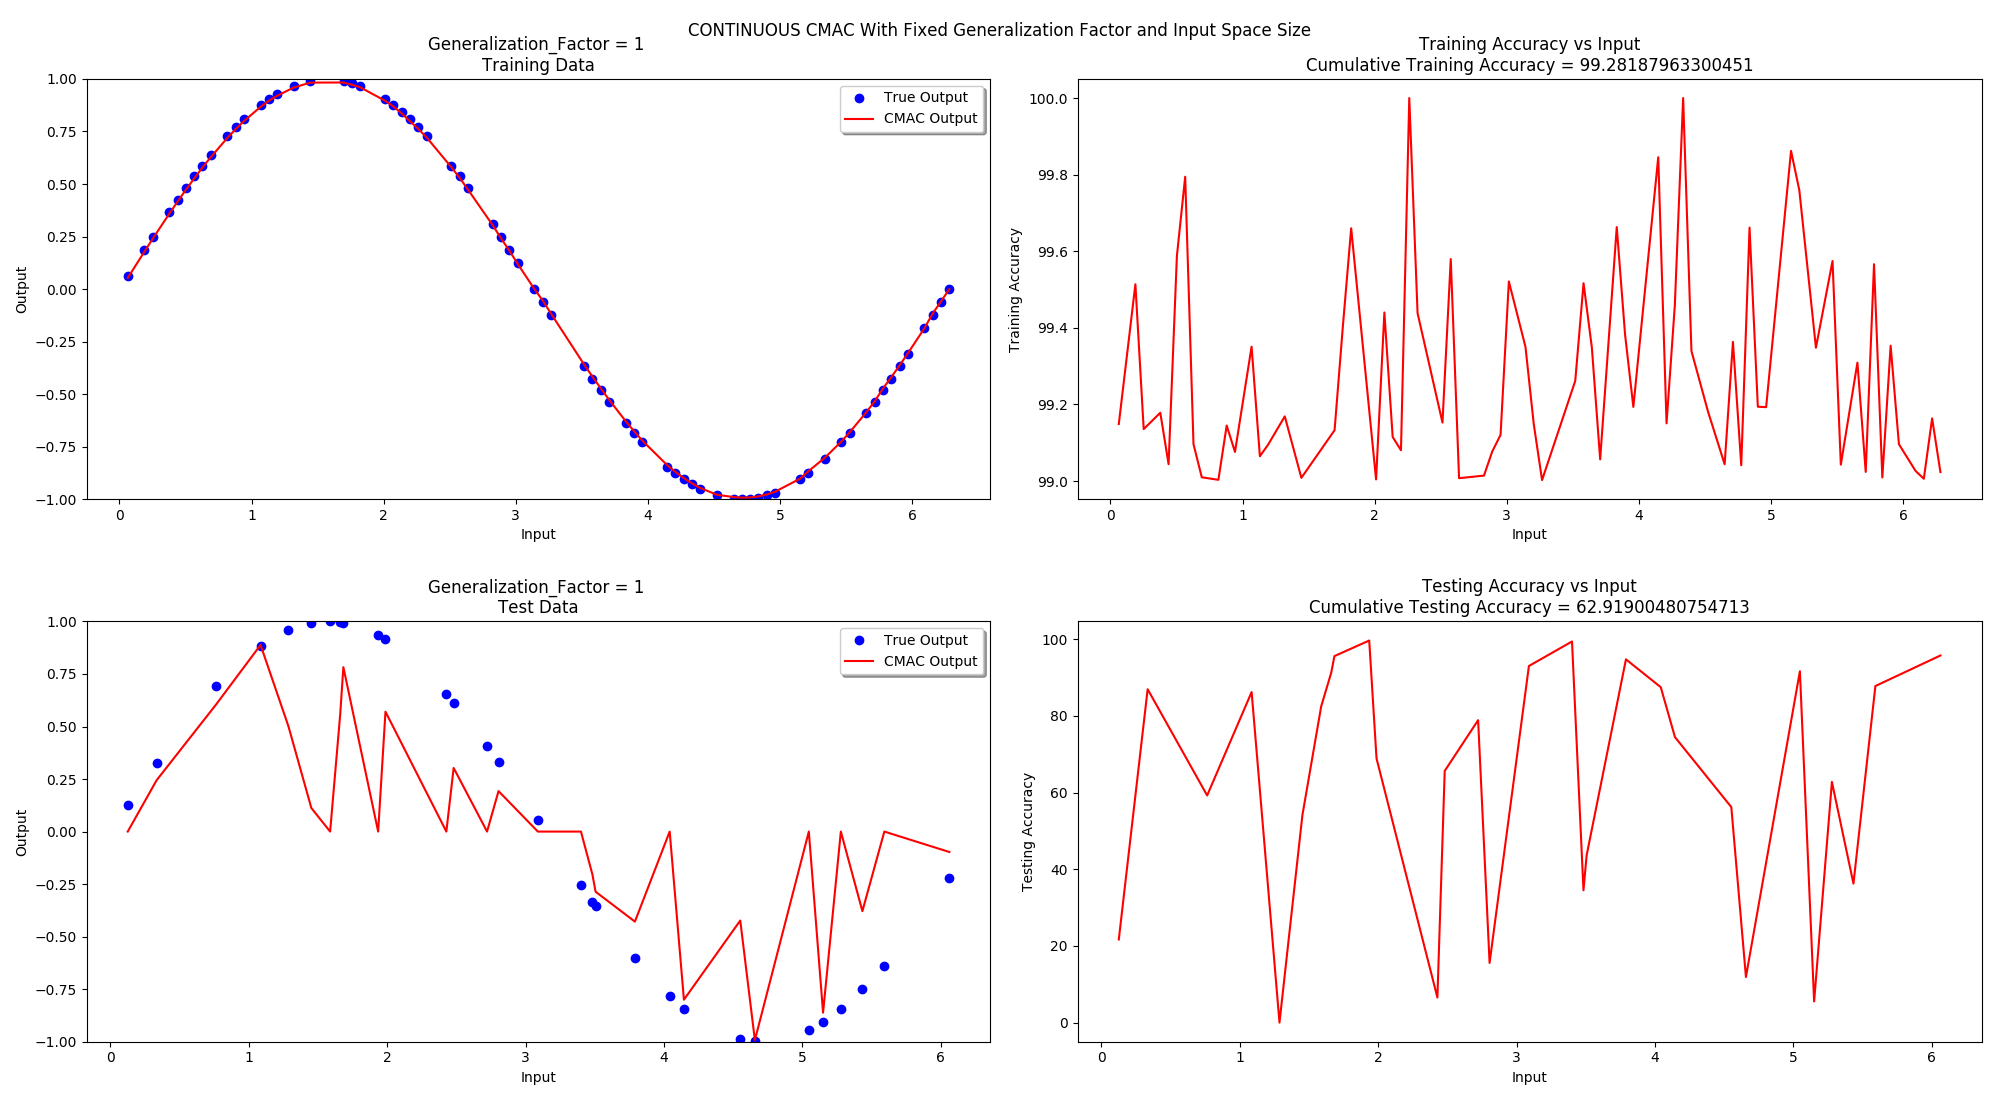 CONTINUOUS CMAC With Fixed Generalization Factor and Input Space Size
Generalization_Factor = 1
Training Data
True Output
CMAC Output
1.00
0.75
0.50
0.25
0.00
−0.25
−0.50
−0.75
−1.00
Output
0 1 2 3 4 5 6
Input
Training Accuracy vs Input
Cumulative Training Accuracy = 99.28187963300451
100.0
99.8
99.6
99.4
99.2
99.0
Training Accuracy
0 1 2 3 4 5 6
Input
Generalization_Factor = 1
Test Data
True Output
CMAC Output
1.00
0.75
0.50
0.25
0.00
−0.25
−0.50
−0.75
−1.00
Output
0 1 2 3 4 5 6
Input
Testing Accuracy vs Input
Cumulative Testing Accuracy = 62.91900480754713
100
80
60
40
20
0
Testing Accuracy
0 1 2 3 4 5 6
Input